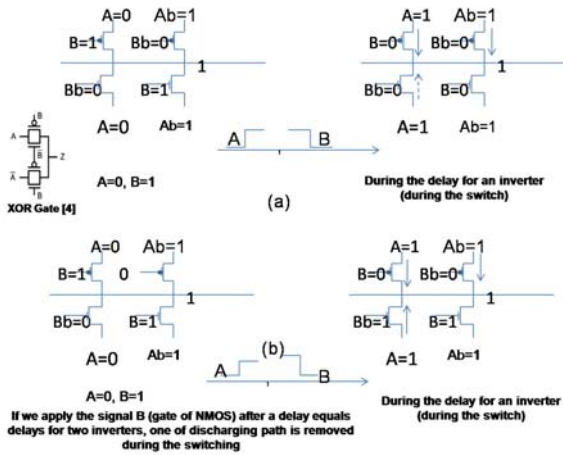 A=0 Ab=1
B=1 Bb=0
1
Bb=0 B=1
A=0 Ab=1
A=1 Ab=1
B=0 Bb=0
1
Bb=0 B=0
A=1 Ab=1
A B
B
A
B̅
Z
A̅
B
XOR Gate [4]
A=0, B=1
(a)
During the delay for an inverter
(during the switch)
A=0 Ab=1
B=1 0
1
Bb=0 B=1
A=0 Ab=1
A=1 Ab=1
B=0 Bb=0
1
Bb=1 B=1
A=1 Ab=1
(b)
A B
A=0, B=1
If we apply the signal B (gate of NMOS) after a delay equals
delays for two inverters, one of discharging path is removed
during the switching
During the delay for an inverter
(during the switch)